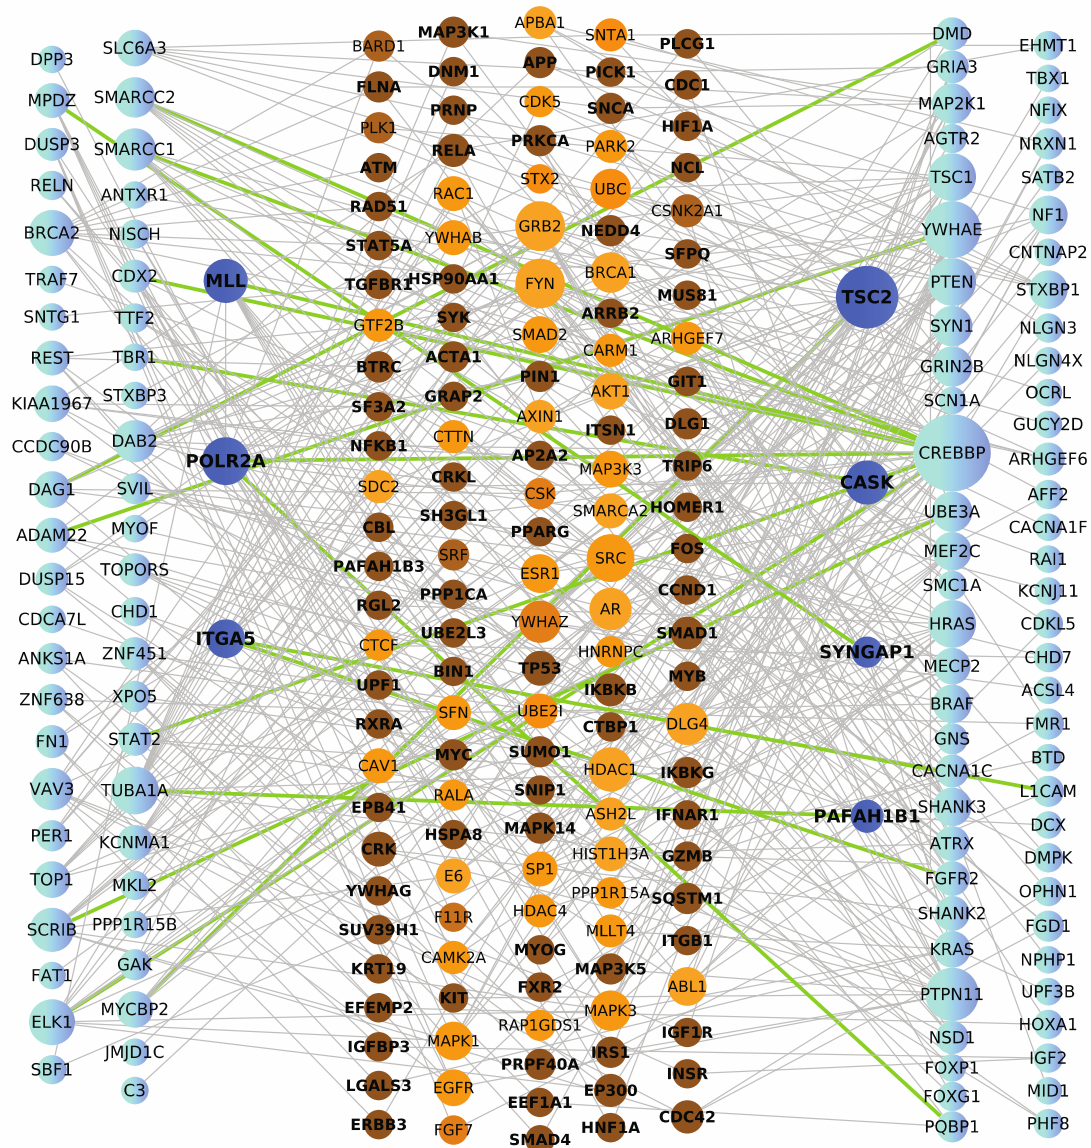 DPP3
MPDZ
DUSP3
RELN
BRCA2
TRAF7
SNTG1
REST
KIAA1967
CCDC90B
DAG1
ADAM22
DUSP15
CDCA7L
ANKS1A
ZNF638
FN1
VAV3
PER1
TOP1
SCRIB
FAT1
ELK1
SBF1
SLC6A3
SMARCC2
SMARCC1
ANTXR1
NISCH
CDX2
TTF2
TBR1
STXBP3
DAB2
SVIL
MYOF
TOPORS
CHD1
ZNF451
XPO5
STAT2
TUBA1A
KCNMA1
MKL2
PPP1R15B
GAK
MYCBP2
JMJD1C
C3
MLL
POLR2A
ITGA5
BARD1
FLNA
PLK1
ATM
RAD51
STAT5A
TGFBR1
GTF2B
BTRC
SF3A2
NFKB1
SDC2
CBL
PAFAH1B3
RGL2
CTCF
UPF1
RXRA
CAV1
EPB41
CRK
YWHAG
SUV39H1
KRT19
EFEMP2
IGFBP3
LGALS3
ERBB3
MAP3K1
DNM1
PRNP
RELA
RAC1
YWHAB
HSP90AA1
SYK
ACTA1
GRAP2
CTTN
CRKL
SH3GL1
SRF
PPP1CA
UBE2L3
BIN1
SFN
MYC
RALA
HSPA8
E6
F11R
CAMK2A
KIT
MAPK1
EGFR
FGF7
APBA1
APP
CDK5
PRKCA
STX2
GRB2
FYN
SMAD2
PIN1
AXIN1
AP2A2
CSK
PPARG
ESR1
YWHAZ
TP53
UBE2I
SUMO1
SNIP1
MAPK14
SP1
HDAC4
MYOG
FXR2
RAP1GDS1
PRPF40A
EEF1A1
SMAD4
SNTA1
PICK1
SNCA
PARK2
UBC
NEDD4
BRCA1
ARRB2
CARM1
AKT1
ITSN1
MAP3K3
SMARCA2
SRC
AR
HNRNPC
IKBKB
CTBP1
HDAC1
ASH2L
HIST1H3A
PPP1R15A
MLLT4
MAP3K5
MAPK3
IRS1
EP300
HNF1A
PLCG1
CDC1
HIF1A
NCL
CSNK2A1
SFPQ
MUS81
ARHGEF7
GIT1
DLG1
TRIP6
HOMER1
FOS
CCND1
SMAD1
MYB
DLG4
IKBKG
IFNAR1
GZMB
SQSTM1
ITGB1
ABL1
IGF1R
INSR
CDC42
TSC2
CASK
SYNGAP1
PAFAH1B1
DMD
GRIA3
MAP2K1
AGTR2
TSC1
YWHAE
PTEN
SYN1
GRIN2B
SCN1A
CREBBP
UBE3A
MEF2C
SMC1A
HRAS
MECP2
BRAF
GNS
CACNA1C
SHANK3
ATRX
FGFR2
SHANK2
KRAS
PTPN11
NSD1
FOXP1
FOXG1
PQBP1
EHMT1
TBX1
NFIX
NRXN1
SATB2
NF1
CNTNAP2
STXBP1
NLGN3
NLGN4X
OCRL
GUCY2D
ARHGEF6
AFF2
CACNA1F
RAI1
KCNJ11
CDKL5
CHD7
ACSL4
FMR1
BTD
L1CAM
DCX
DMPK
OPHN1
FGD1
NPHP1
UPF3B
HOXA1
IGF2
MID1
PHF8